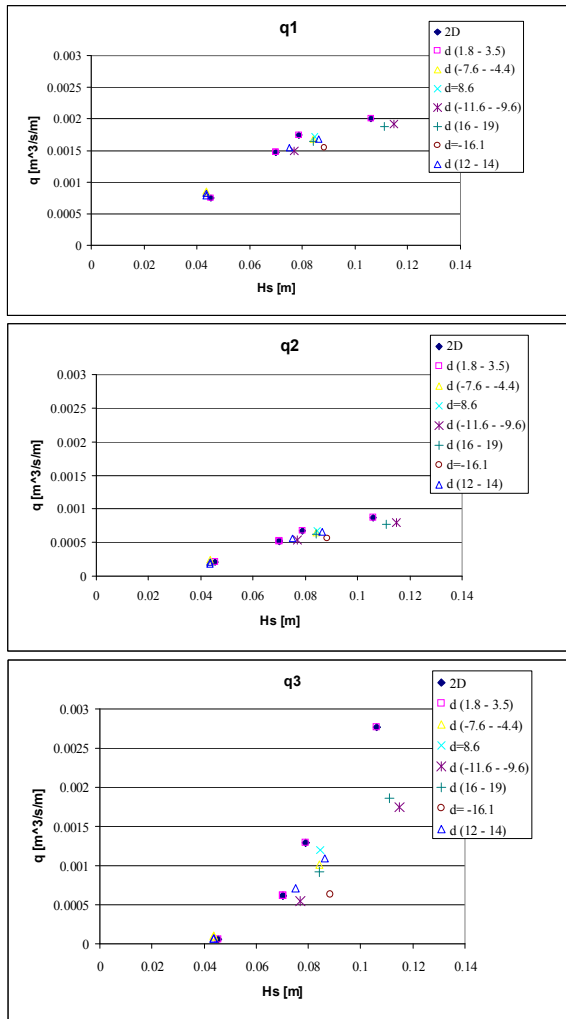 q1
0.003
0.0025
0.002
0.0015
0.001
0.0005
0
q [m^3/s/m]
0 0.02 0.04 0.06 0.08 0.1 0.12 0.14
Hs [m]
2D
d (1.8 - 3.5)
d (-7.6 - -4.4)
d=8.6
d (-11.6 - -9.6)
d (16 - 19)
d=-16.1
d (12 - 14)
q2
0.003
0.0025
0.002
0.0015
0.001
0.0005
0
q [m^3/s/m]
0 0.02 0.04 0.06 0.08 0.1 0.12 0.14
Hs [m]
2D
d (1.8 - 3.5)
d (-7.6 - -4.4)
d=8.6
d (-11.6 - -9.6)
d (16 - 19)
d=-16.1
d (12 - 14)
q3
0.003
0.0025
0.002
0.0015
0.001
0.0005
0
q [m^3/s/m]
0 0.02 0.04 0.06 0.08 0.1 0.12 0.14
Hs [m]
2D
d (1.8 - 3.5)
d (-7.6 - -4.4)
d=8.6
d (-11.6 - -9.6)
d (16 - 19)
d= -16.1
d (12 - 14)